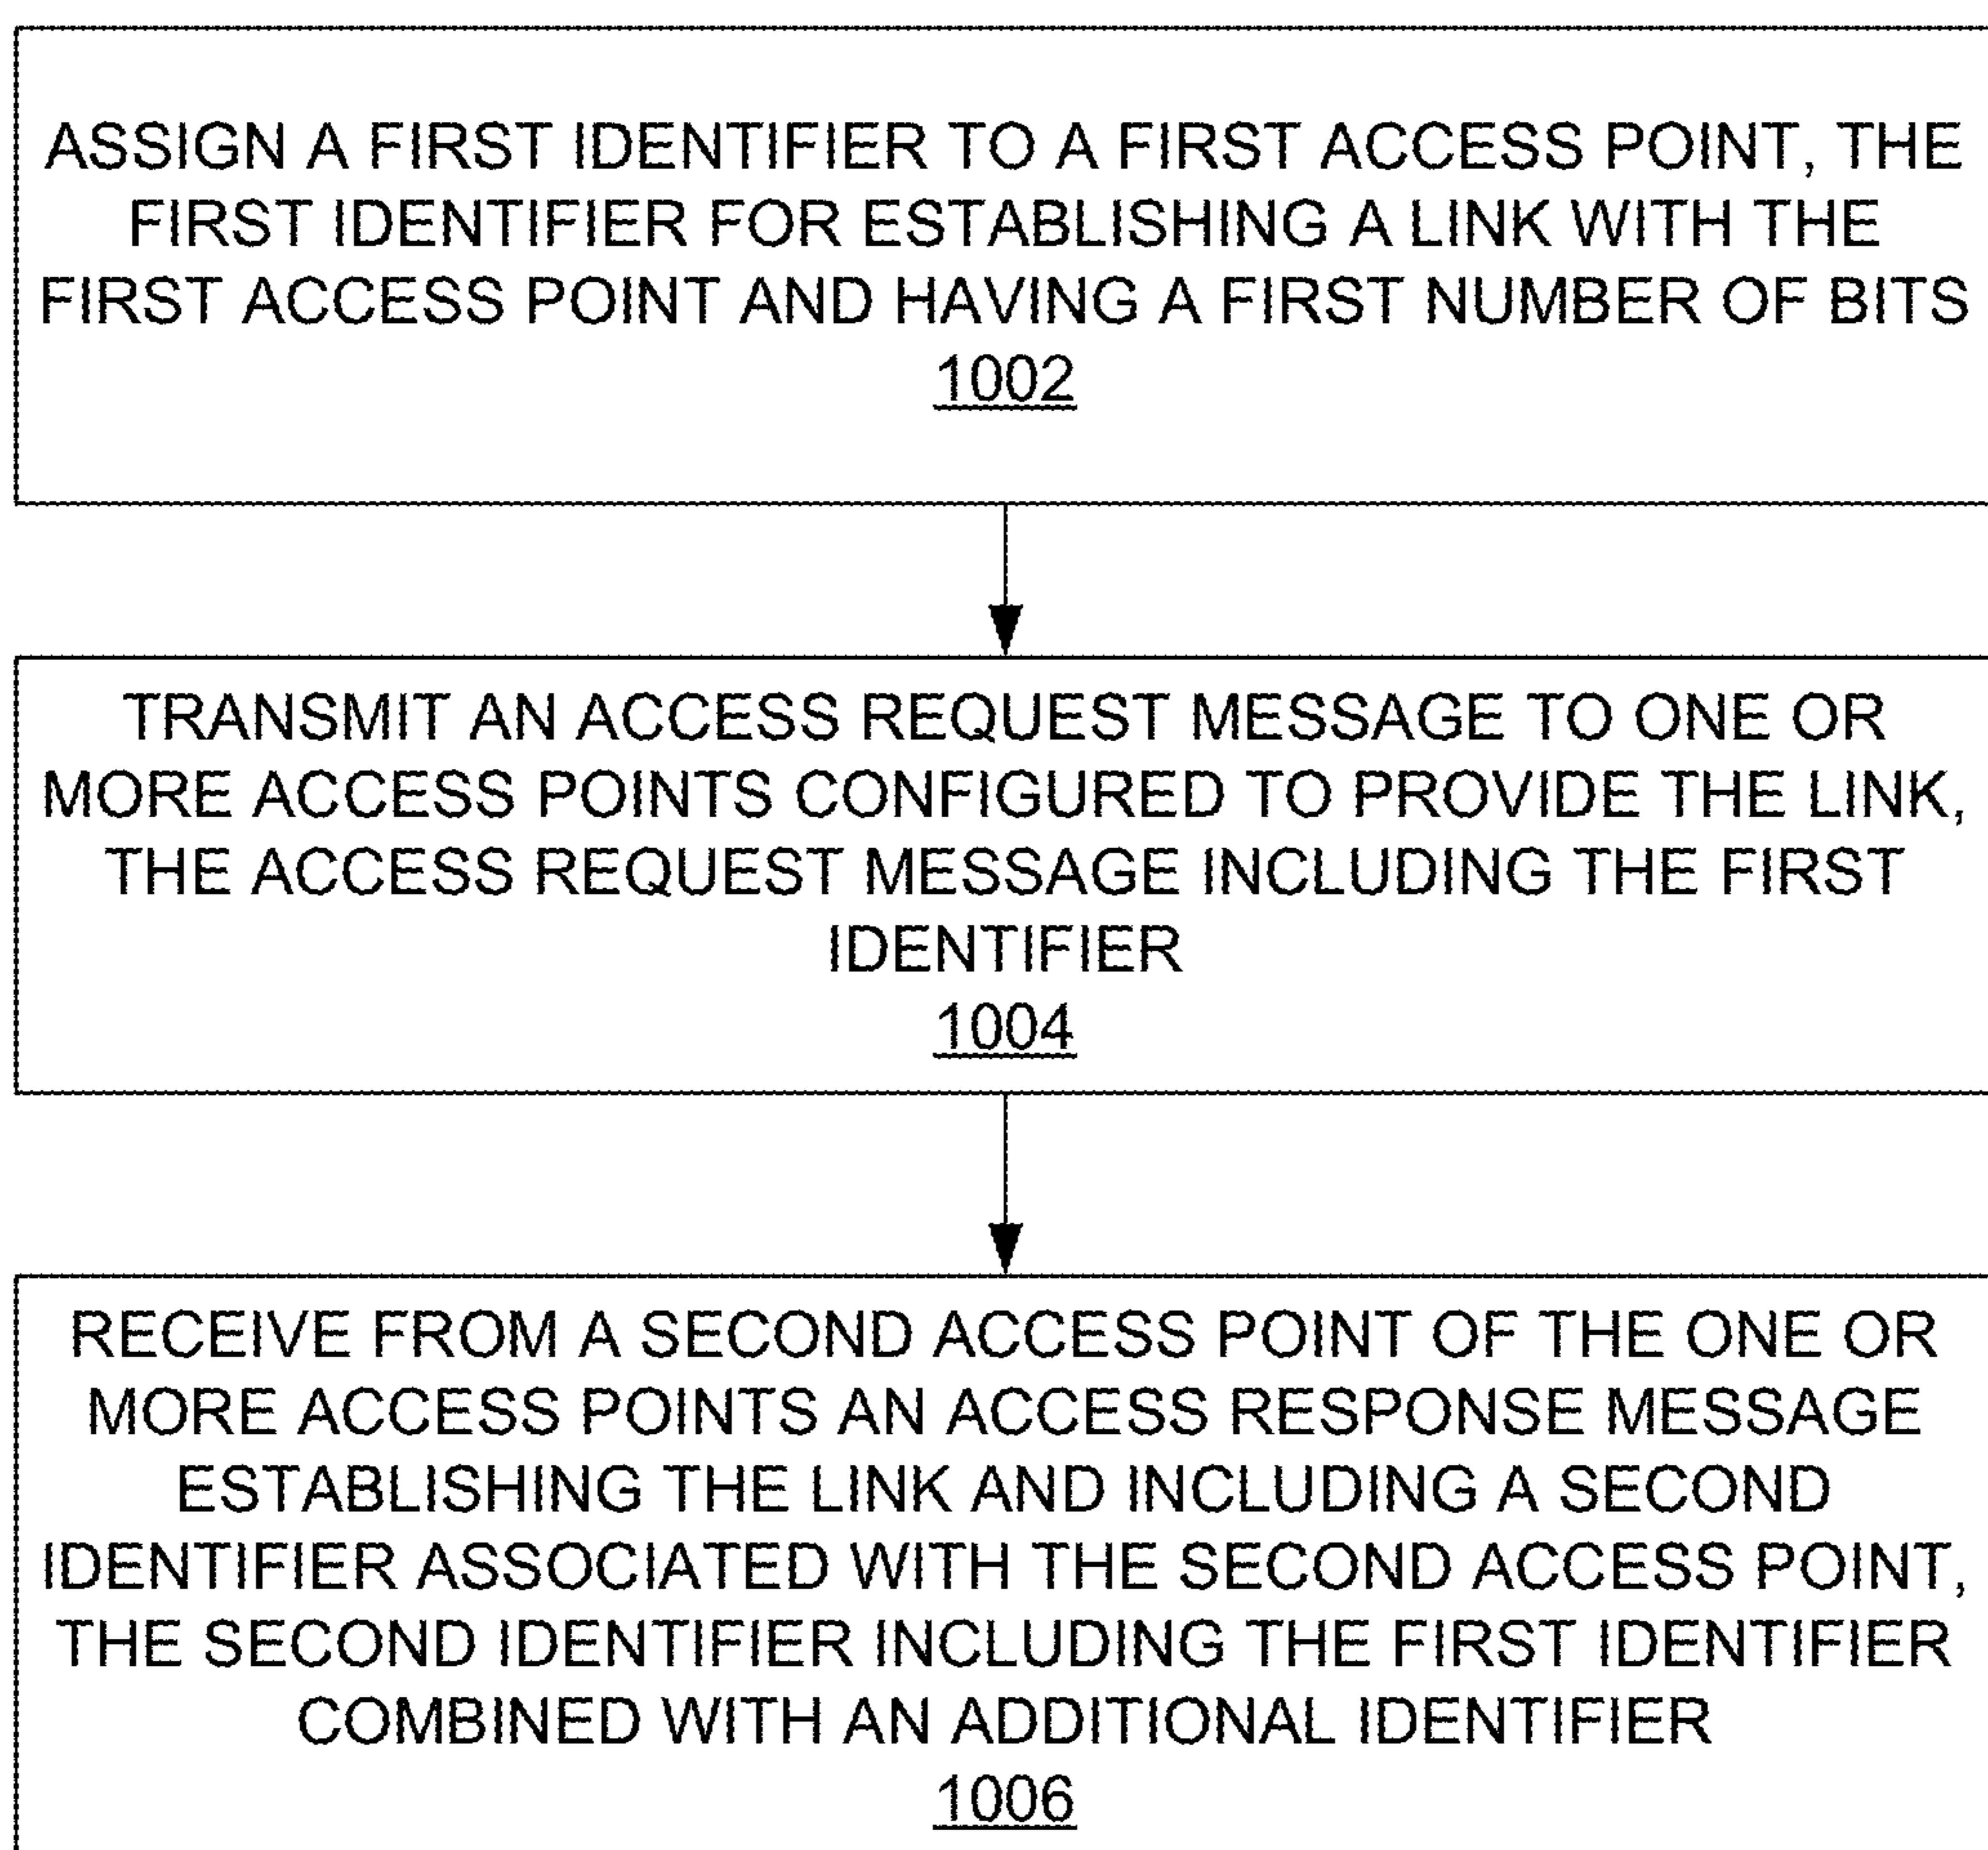 ASSIGN A FIRST IDENTIFIER TO A FIRST ACCESS POINT, THE
FIRST IDENTIFIER FOR ESTABLISHING A LINK WITH THE
FIRST ACCESS POINT AND HAVING A FIRST NUMBER OF BITS
1002
TRANSMIT AN ACCESS REQUEST MESSAGE TO ONE OR
MORE ACCESS POINTS CONFIGURED TO PROVIDE THE LINK,
THE ACCESS REQUEST MESSAGE INCLUDING THE FIRST
IDENTIFIER
1004
RECEIVE FROM A SECOND ACCESS POINT OF THE ONE OR
MORE ACCESS POINTS AN ACCESS RESPONSE MESSAGE
ESTABLISHING THE LINK AND INCLUDING A SECOND
IDENTIFIER ASSOCIATED WITH THE SECOND ACCESS POINT,
THE SECOND IDENTIFIER INCLUDING THE FIRST IDENTIFIER
COMBINED WITH AN ADDITIONAL IDENTIFIER
1006